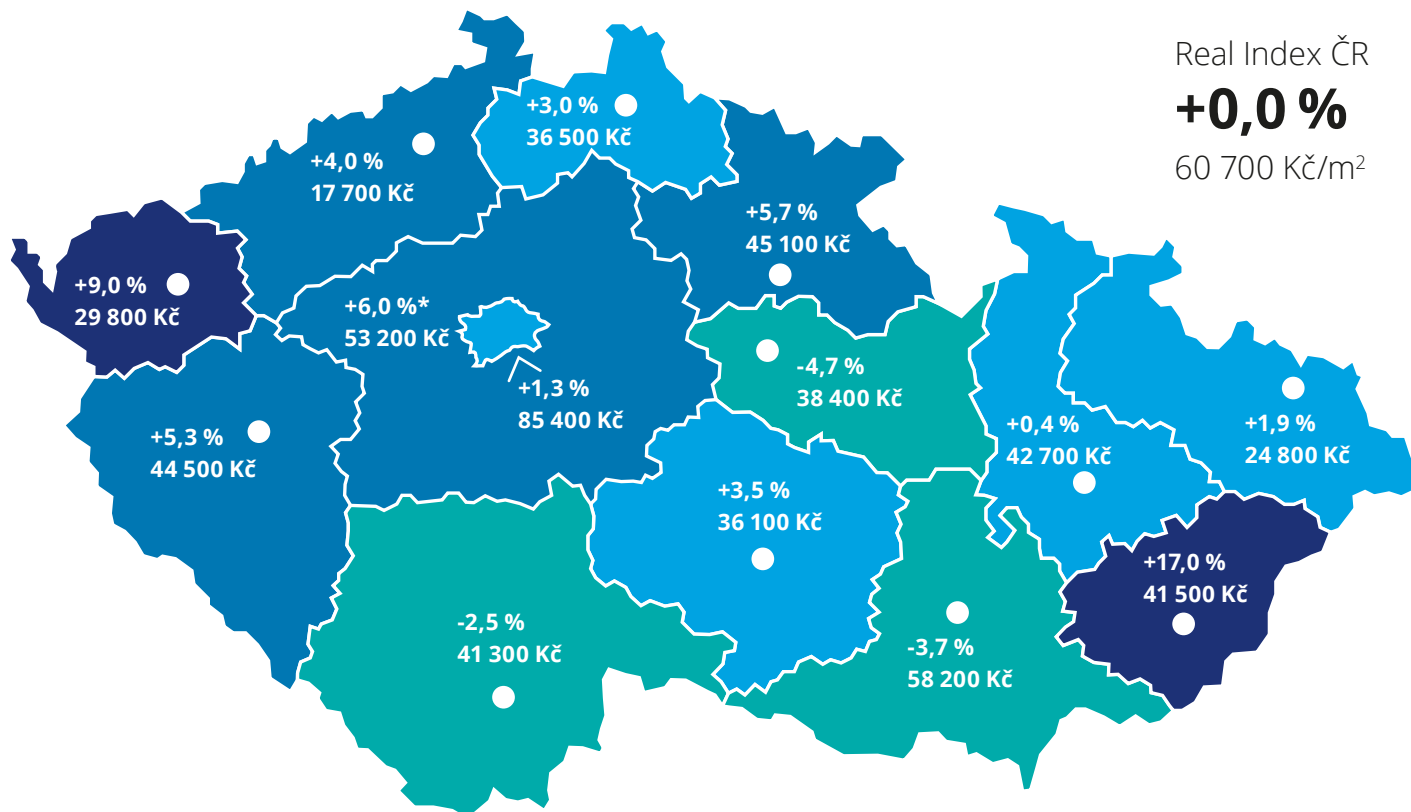 Real Index ČR
+0,0 %
60 700 Kč/m²
+3,0 %
36 500 Kč
+4,0 %
17 700 Kč
+5,7 %
45 100 Kč
+9,0 %
29 800 Kč
+6,0 %*
53 200 Kč
+1,3 %
85 400 Kč
-4,7 %
38 400 Kč
+5,3 %
44 500 Kč
+0,4 %
42 700 Kč
+1,9 %
24 800 Kč
+3,5 %
36 100 Kč
+17,0 %
41 500 Kč
-2,5 %
41 300 Kč
-3,7 %
58 200 Kč